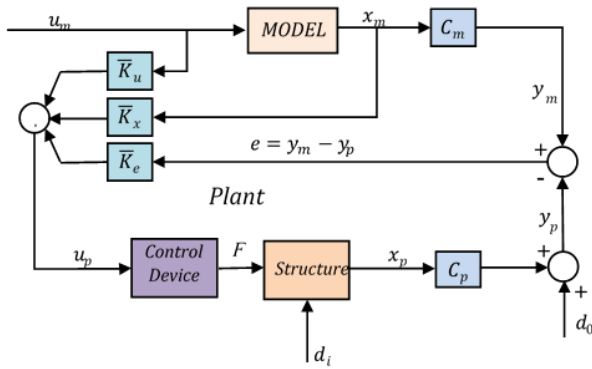 u_m
x_m
MODEL
C_m
K̅_u
y_m
K̅_x
.
e = y_m − y_p
+
K̅_e
-
Plant
y_p
u_p
Control
Device
F
Structure
x_p
C_p
+
+
d_i
d_0